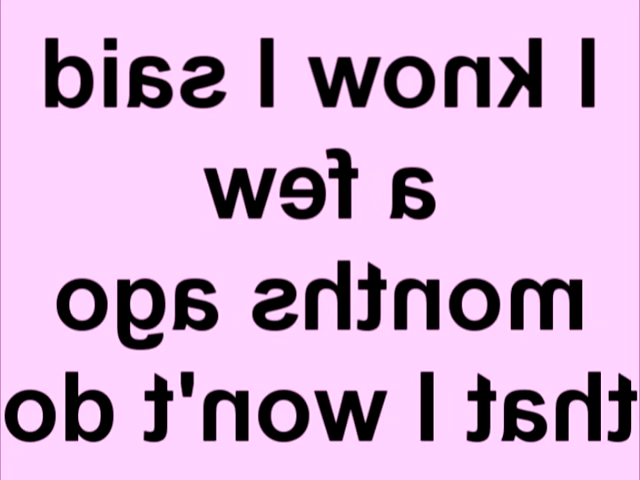 I know I said
a few
months ago
that I won't do